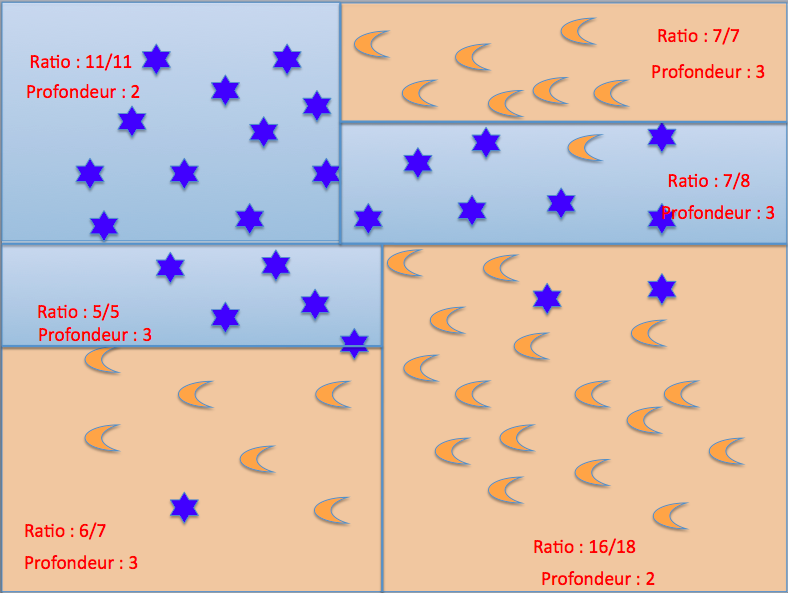 Ratio : 11/11
Profondeur : 2
Ratio : 7/7
Profondeur : 3
Ratio : 7/8
Profondeur : 3
Ratio : 5/5
Profondeur : 3
Ratio : 6/7
Profondeur : 3
Ratio : 16/18
Profondeur : 2